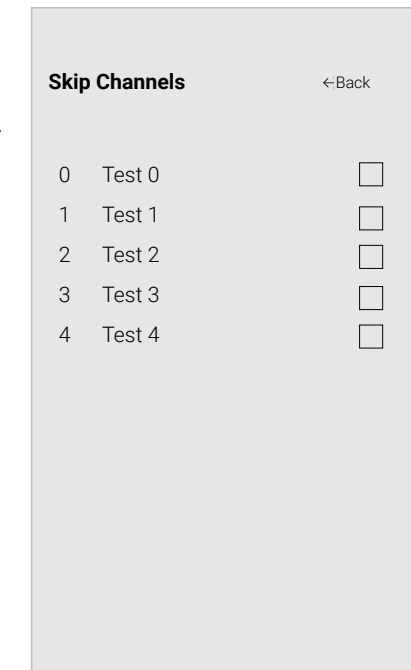 Skip Channels ←Back
0 Test 0
1 Test 1
2 Test 2
3 Test 3
4 Test 4